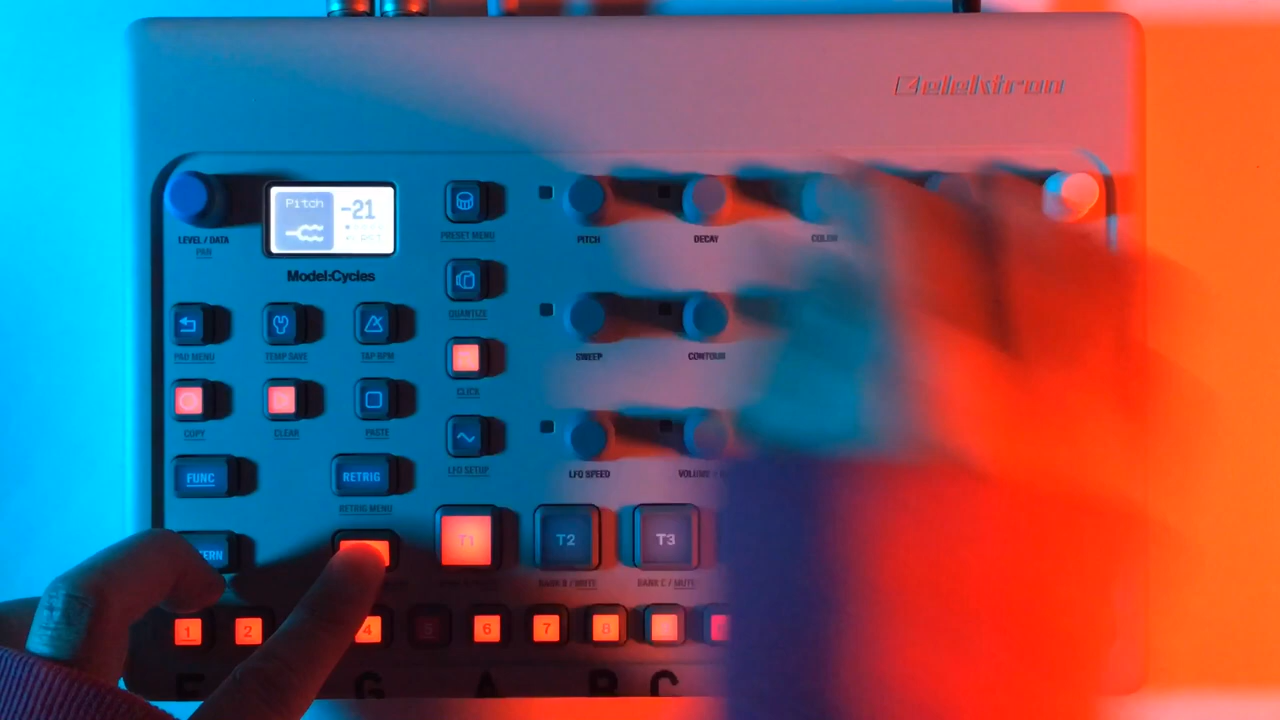 elektron
Pitch
-21
LEVEL / DATA
PAN
Model:Cycles
PRESET MENU
PITCH
DECAY
COLOR
QUANTIZE
PAD MENU
TEMP SAVE
TAP BPM
SWEEP
CONTOUR
CLICK
COPY
CLEAR
PASTE
FUNC
RETRIG
LFO SETUP
LFO SPEED
RETRIG MENU
T1
T2
T3
BANK B / MUTE
BANK C / MUTE
1
2
4
5
6
7
8
G
A
B
C